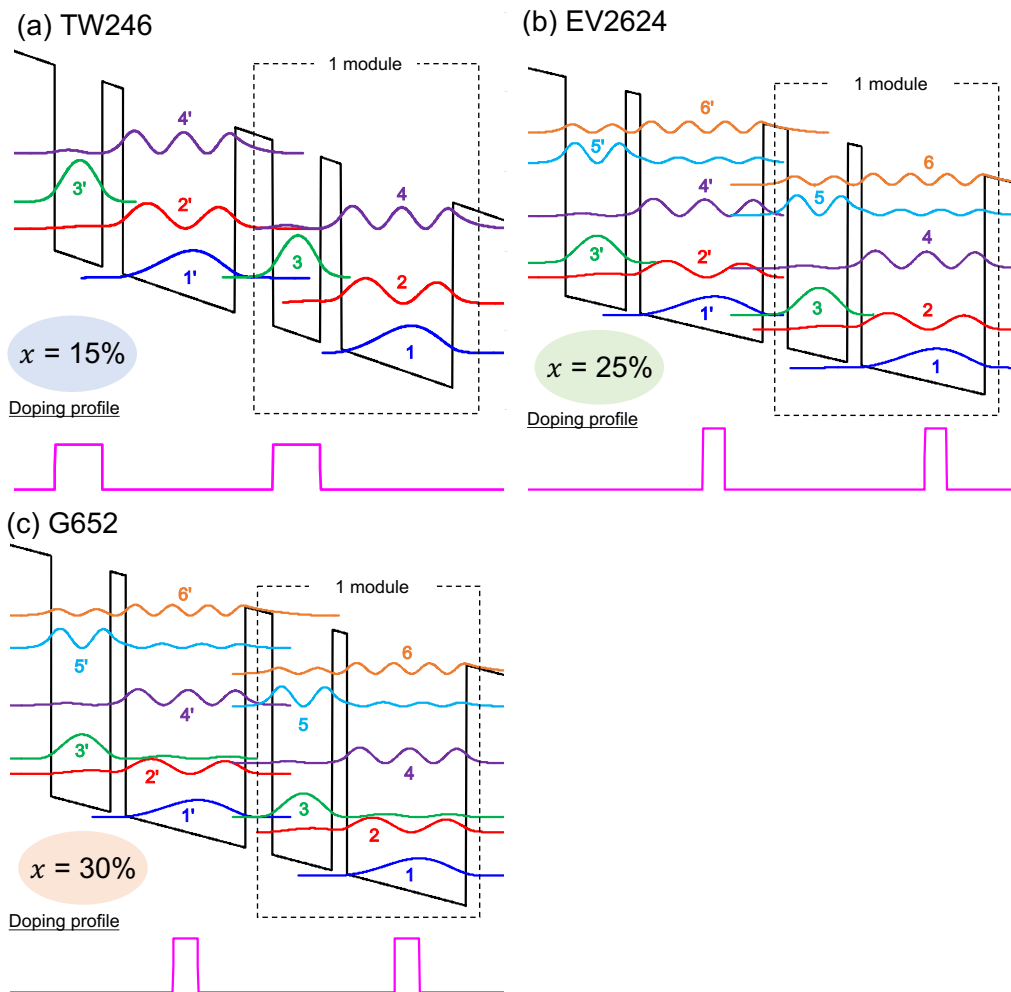 (a) TW246
1 module
4'
3'
2'
1'
4
3
2
1
x = 15%
Doping profile
(b) EV2624
1 module
6'
5'
4'
3'
2'
1'
6
5
4
3
2
1
x = 25%
Doping profile
(c) G652
1 module
6'
5'
4'
3'
2'
1'
6
5
4
3
2
1
x = 30%
Doping profile